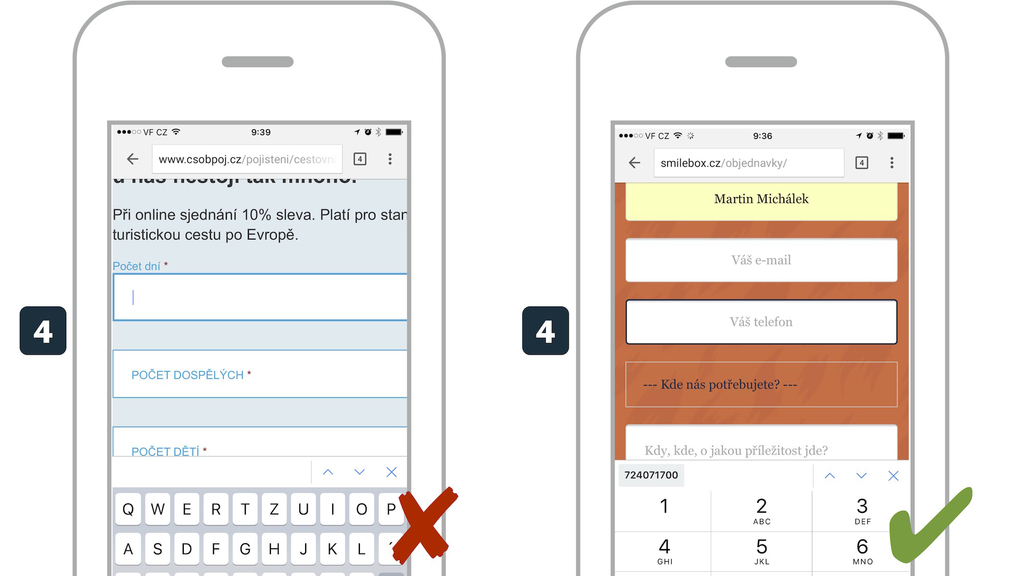 4
VF CZ
9:39
www.csobpoj.cz/pojisteni/cestovn
4
u nás nestojí tak mnoho.
Při online sjednání 10% sleva. Platí pro star
turistickou cestu po Evropě.
Počet dní *
POČET DOSPĚLÝCH *
POČET DĚTÍ *
Q W E R T Z U I O P
A S D F G H J K L
4
VF CZ
9:36
smilebox.cz/objednavky/
4
Martin Michálek
Váš e-mail
Váš telefon
--- Kde nás potřebujete? ---
Kdy, kde, o jakou příležitost jde?
724071700
1
2
ABC
3
DEF
4
GHI
5
JKL
6
MNO